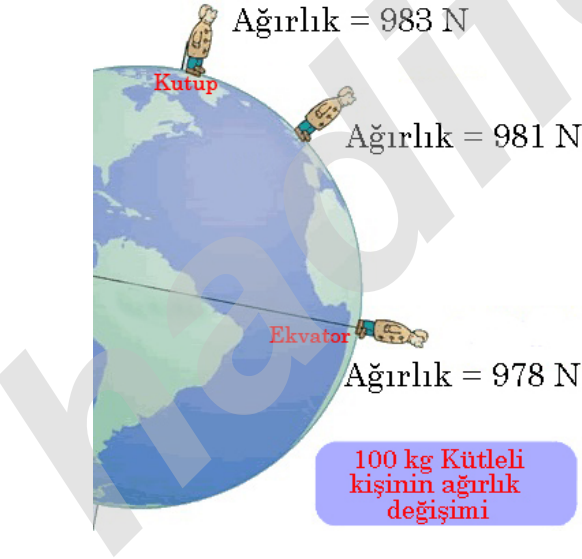 Ağırlık = 983 N
Kutup
Ağırlık = 981 N
Ekvator
Ağırlık = 978 N
100 kg Kütleli
kişinin ağırlık
değişimi